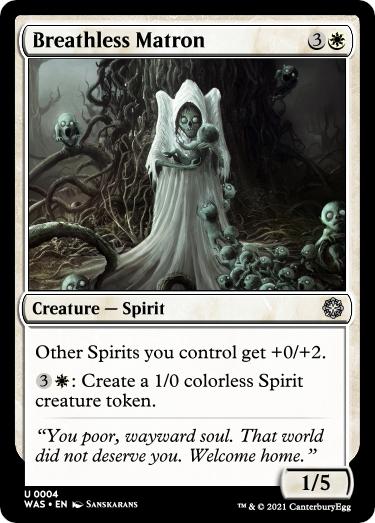 Breathless Matron 3
Creature — Spirit
Other Spirits you control get +0/+2.
3 : Create a 1/0 colorless Spirit
creature token.
“You poor, wayward soul. That world
did not deserve you. Welcome home.”
1/5
U 0004
WAS • EN SANSKARANS
™ & © 2021 CanterburyEgg